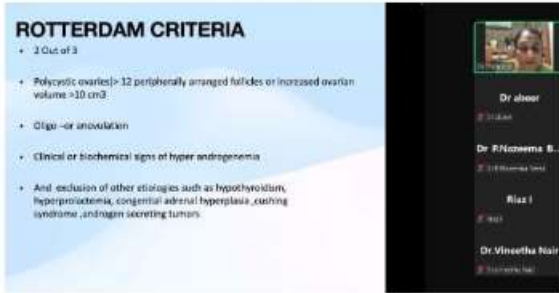 ROTTERDAM CRITERIA
• 2 Out of 3
• Polycystic ovaries(> 12 peripherally arranged follicles or increased ovarian
volume >10 cm3
• Oligo –or anovulation
• Clinical or biochemical signs of hyper androgenemia
• And exclusion of other etiologies such as hypothyroidism,
hyperprolactemia, congenital adrenal hyperplasia ,cushing
syndrome ,androgen secreting tumors
Dr abeer
Dr P.Nazeema B...
Riaz I
Dr.Vineetha Nair